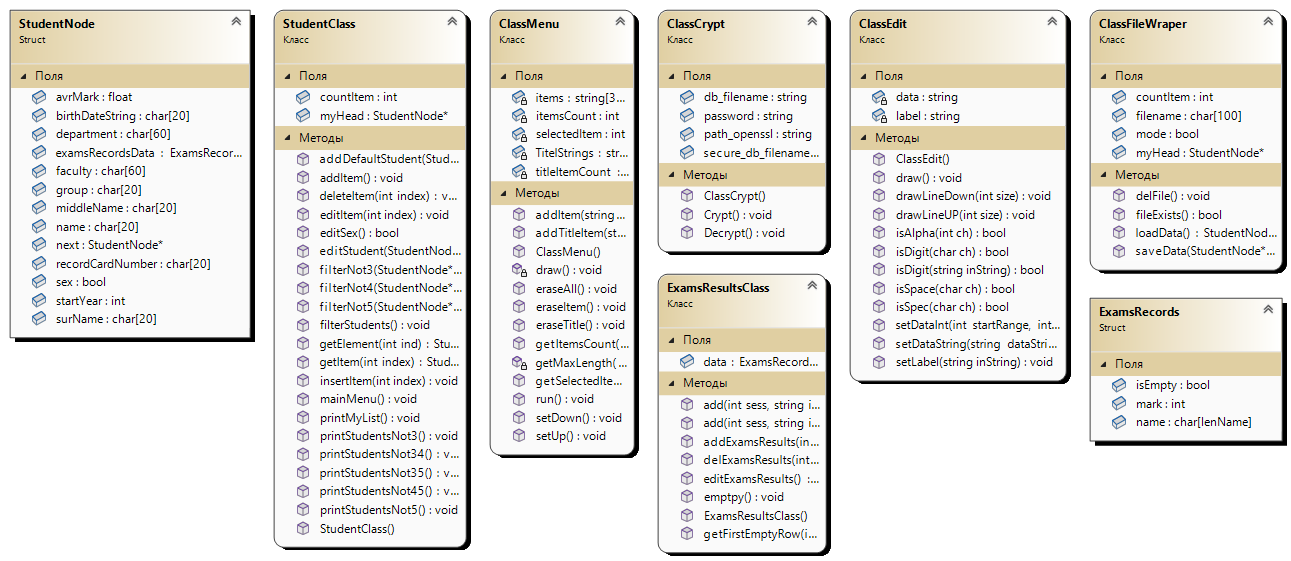 StudentNode
Struct
Поля
avrMark : float
birthDateString : char[20]
department : char[60]
examsRecordsData : ExamsRecor...
faculty : char[60]
group : char[20]
middleName : char[20]
name : char[20]
next : StudentNode*
recordCardNumber : char[20]
sex : bool
startYear : int
surName : char[20]
StudentClass
Класс
Поля
countItem : int
myHead : StudentNode*
Методы
addDefaultStudent(Stud...
addItem() : void
deleteItem(int index) : v...
editItem(int index) : void
editSex() : bool
editStudent(StudentNod...
filterNot3(StudentNode*...
filterNot4(StudentNode*...
filterNot5(StudentNode*...
filterStudents() : void
getElement(int ind) : Stud...
getItem(int index) : Stud...
insertItem(int index) : void
mainMenu() : void
printMyList() : void
printStudentsNot3() : void
printStudentsNot34() : v...
printStudentsNot35() : v...
printStudentsNot45() : v...
printStudentsNot5() : void
StudentClass()
ClassMenu
Класс
Поля
items : string[3...
itemsCount : int
selectedItem : int
TitelStrings : str...
titleItemCount :...
Методы
addItem(string ...
addTitleItem(st...
ClassMenu()
draw() : void
eraseAll() : void
eraseItem() : void
eraseTitle() : void
getItemsCount(...
getMaxLength(...
getSelectedIte...
run() : void
setDown() : void
setUp() : void
ClassCrypt
Класс
Поля
db_filename : string
password : string
path_openssl : string
secure_db_filename...
Методы
ClassCrypt()
Crypt() : void
Decrypt() : void
ExamsResultsClass
Класс
Поля
data : ExamsRecord...
Методы
add(int sess, string i...
add(int sess, string i...
addExamsResults(in...
delExamsResults(int...
editExamsResults() :...
emptpy() : void
ExamsResultsClass()
getFirstEmptyRow(i...
ClassEdit
Класс
Поля
data : string
label : string
Методы
ClassEdit()
draw() : void
drawLineDown(int size) : void
drawLineUP(int size) : void
isAlpha(int ch) : bool
isDigit(char ch) : bool
isDigit(string inString) : bool
isSpace(char ch) : bool
isSpec(char ch) : bool
setDataInt(int startRange, int...
setDataString(string dataStri...
setLabel(string inString) : void
ClassFileWraper
Класс
Поля
countItem : int
filename : char[100]
mode : bool
myHead : StudentNode*
Методы
delFile() : void
fileExists() : bool
loadData() : StudentNod...
saveData(StudentNode*...
ExamsRecords
Struct
Поля
isEmpty : bool
mark : int
name : char[lenName]